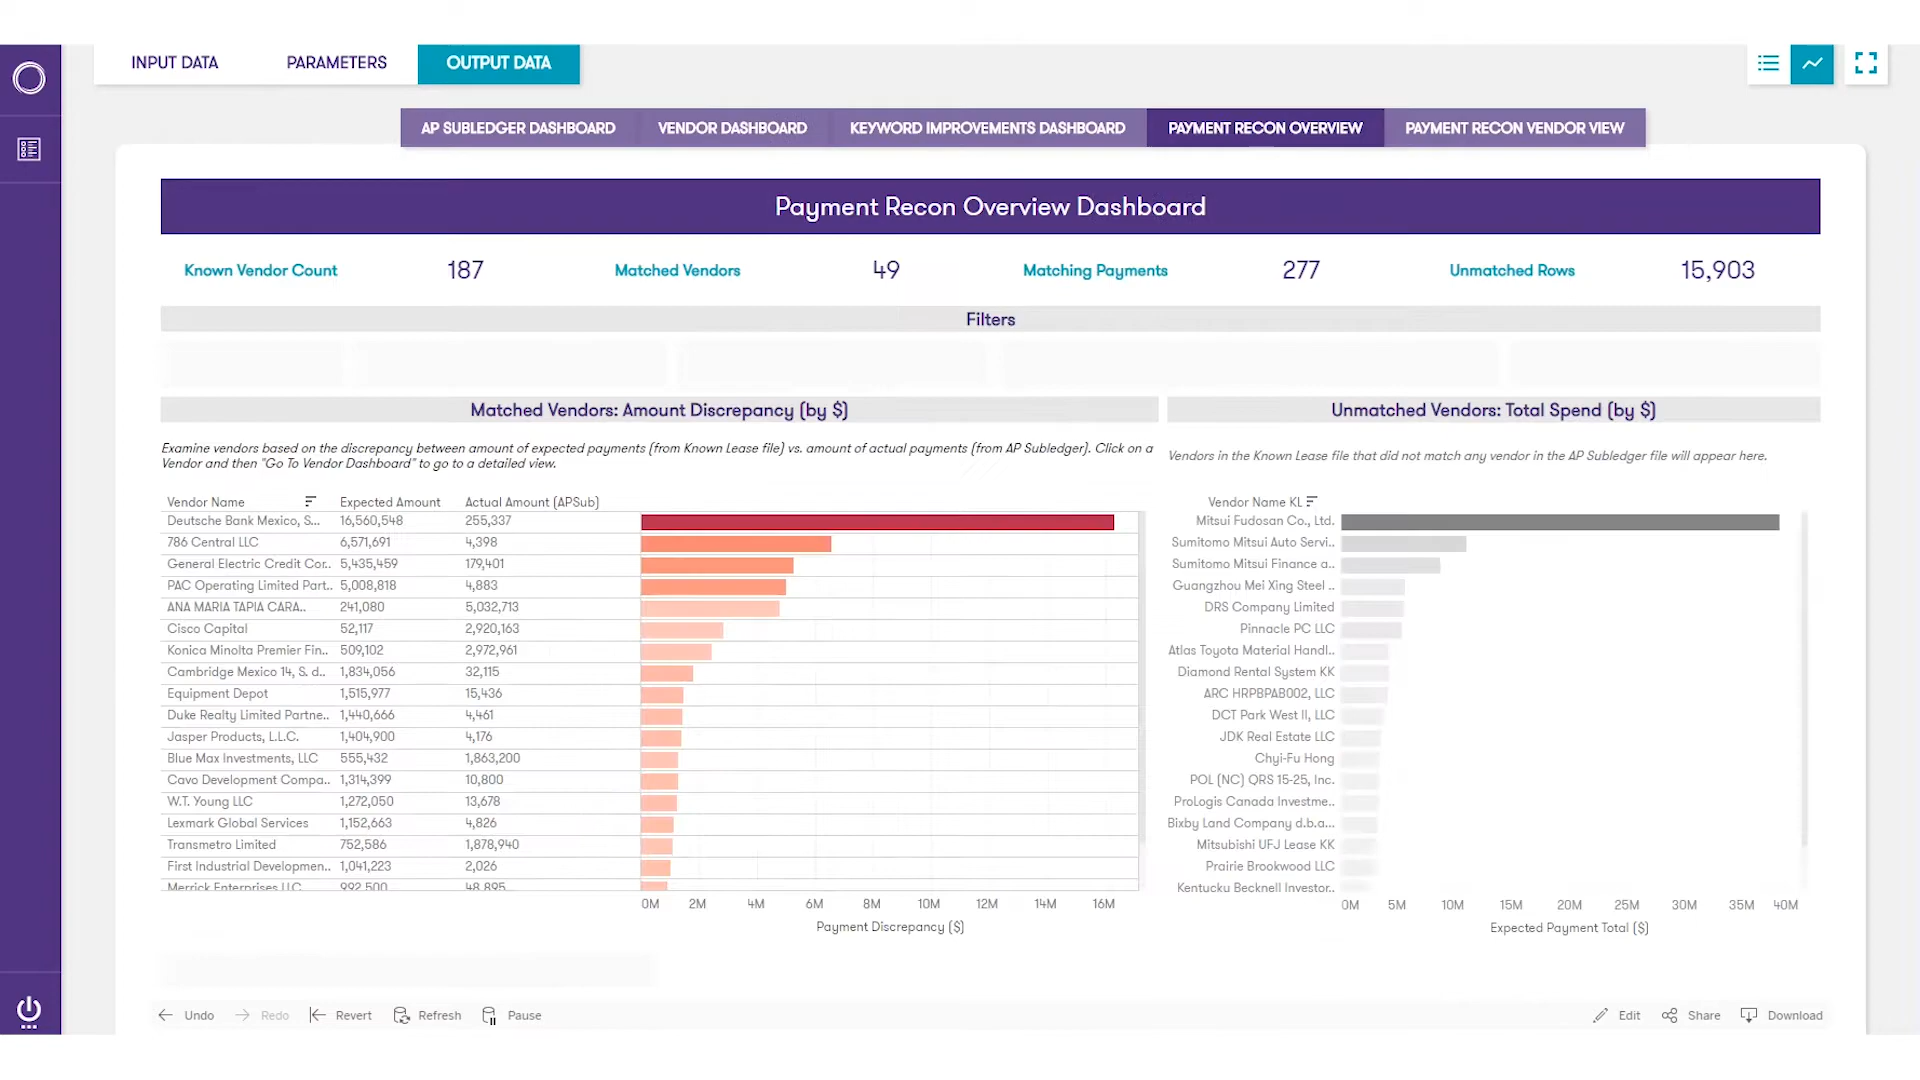 INPUT DATA PARAMETERS OUTPUT DATA
AP SUBLEDGER DASHBOARD VENDOR DASHBOARD KEYWORD IMPROVEMENTS DASHBOARD PAYMENT RECON OVERVIEW PAYMENT RECON VENDOR VIEW
Payment Recon Overview Dashboard
Known Vendor Count 187 Matched Vendors 49 Matching Payments 277 Unmatched Rows 15,903
Filters
Matched Vendors: Amount Discrepancy (by $)
Examine vendors based on the discrepancy between amount of expected payments (from Known Lease file) vs. amount of actual payments (from AP Subledger). Click on a
Vendor and then "Go To Vendor Dashboard" to go to a detailed view.
Vendor Name Expected Amount Actual Amount (APSub)
Deutsche Bank Mexico, S... 16,560,548 255,337
786 Central LLC 6,571,691 4,398
General Electric Credit Cor.. 5,435,459 179,401
PAC Operating Limited Part.. 5,008,818 4,883
ANA MARIA TAPIA CARA.. 241,080 5,032,713
Cisco Capital 52,117 2,920,163
Konica Minolta Premier Fin.. 509,102 2,972,961
Cambridge Mexico 14, S. d.. 1,834,056 32,115
Equipment Depot 1,515,977 15,436
Duke Realty Limited Partne.. 1,440,666 4,461
Jasper Products, L.L.C. 1,404,900 4,176
Blue Max Investments, LLC 555,432 1,863,200
Cavo Development Compa.. 1,314,399 10,800
W.T. Young LLC 1,272,050 13,678
Lexmark Global Services 1,152,663 4,826
Transmetro Limited 752,586 1,878,940
First Industrial Developmen.. 1,041,223 2,026
Merrick Enterprises LLC 992,500 48,895
0M 2M 4M 6M 8M 10M 12M 14M 16M
Payment Discrepancy ($)
Unmatched Vendors: Total Spend (by $)
Vendors in the Known Lease file that did not match any vendor in the AP Subledger file will appear here.
Vendor Name KL
Mitsui Fudosan Co., Ltd.
Sumitomo Mitsui Auto Servi..
Sumitomo Mitsui Finance a..
Guangzhou Mei Xing Steel ..
DRS Company Limited
Pinnacle PC LLC
Atlas Toyota Material Handl..
Diamond Rental System KK
ARC HRPBPAB002, LLC
DCT Park West II, LLC
JDK Real Estate LLC
Chyi-Fu Hong
POL (NC) QRS 15-25, Inc.
ProLogis Canada Investme..
Bixby Land Company d.b.a...
Mitsubishi UFJ Lease KK
Prairie Brookwood LLC
Kentucky Becknell Investor..
0M 5M 10M 15M 20M 25M 30M 35M 40M
Expected Payment Total ($)
Undo Redo Revert Refresh Pause Edit Share Download